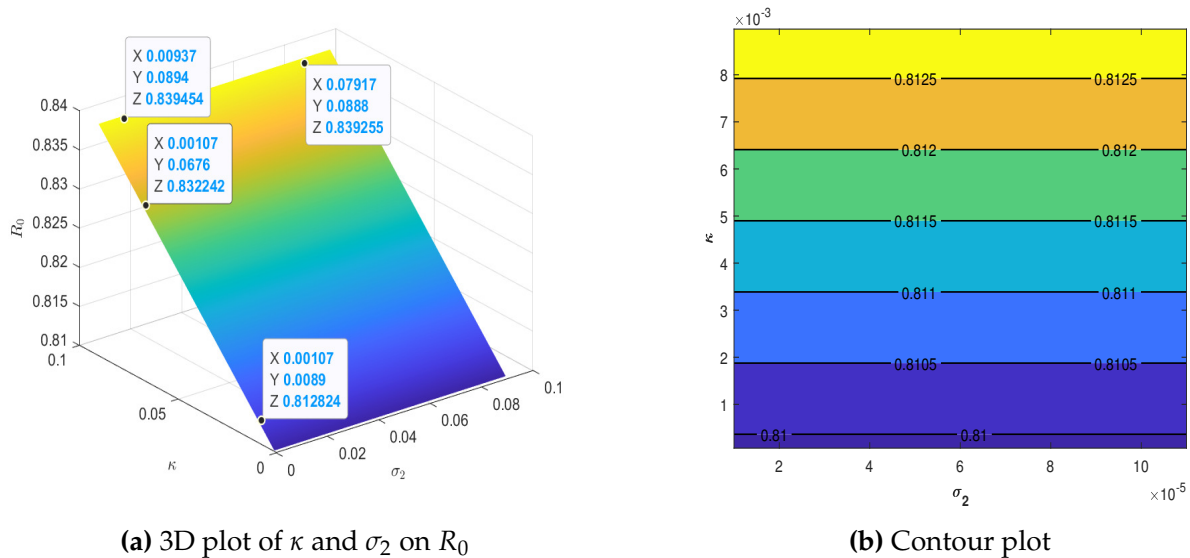 X 0.00937
Y 0.0894
Z 0.839454
X 0.07917
Y 0.0888
Z 0.839255
X 0.00107
Y 0.0676
Z 0.832242
X 0.00107
Y 0.0089
Z 0.812824
0.84
0.835
0.83
0.825
0.82
0.815
0.81
R₀
0.1
0.05
0
κ
0
0.02
0.04
0.06
0.08
0.1
σ₂
(a) 3D plot of κ and σ₂ on R₀
×10⁻³
8
7
6
5
4
3
2
1
κ
0.8125 0.8125
0.812 0.812
0.8115 0.8115
0.811 0.811
0.8105 0.8105
0.81 0.81
2 4 6 8 10
×10⁻⁵
σ₂
(b) Contour plot